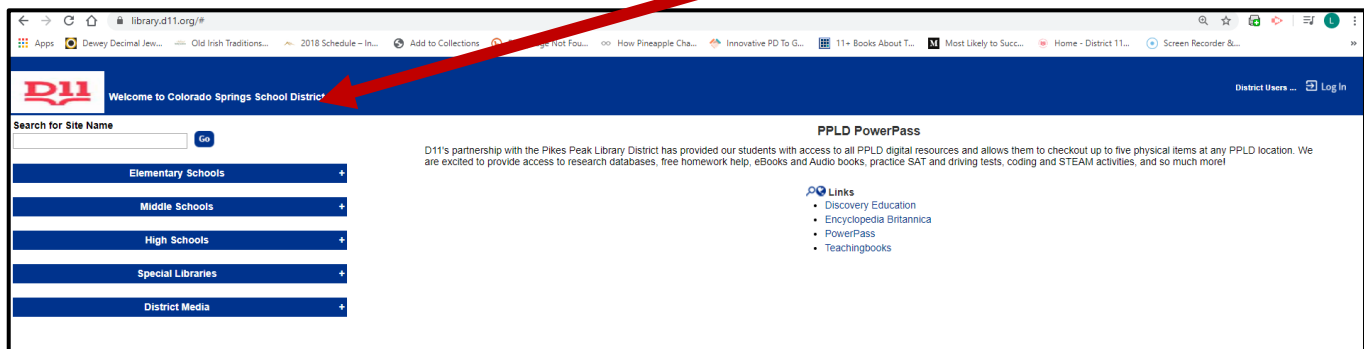 library.d11.org/#
L
Apps Dewey Decimal Jew... Old Irish Traditions... 2018 Schedule – In... Add to Collections Not Fou... How Pineapple Cha... Innovative PD To G... 11+ Books About T... M Most Likely to Succ... Home - District 11... Screen Recorder &... »
D11
Welcome to Colorado Springs School District
District Users ... Log In
Search for Site Name
Go
Elementary Schools +
Middle Schools +
High Schools +
Special Libraries +
District Media +
PPLD PowerPass
D11's partnership with the Pikes Peak Library District has provided our students with access to all PPLD digital resources and allows them to checkout up to five physical items at any PPLD location. We
are excited to provide access to research databases, free homework help, eBooks and Audio books, practice SAT and driving tests, coding and STEAM activities, and so much more!
Links
• Discovery Education
• Encyclopedia Britannica
• PowerPass
• Teachingbooks